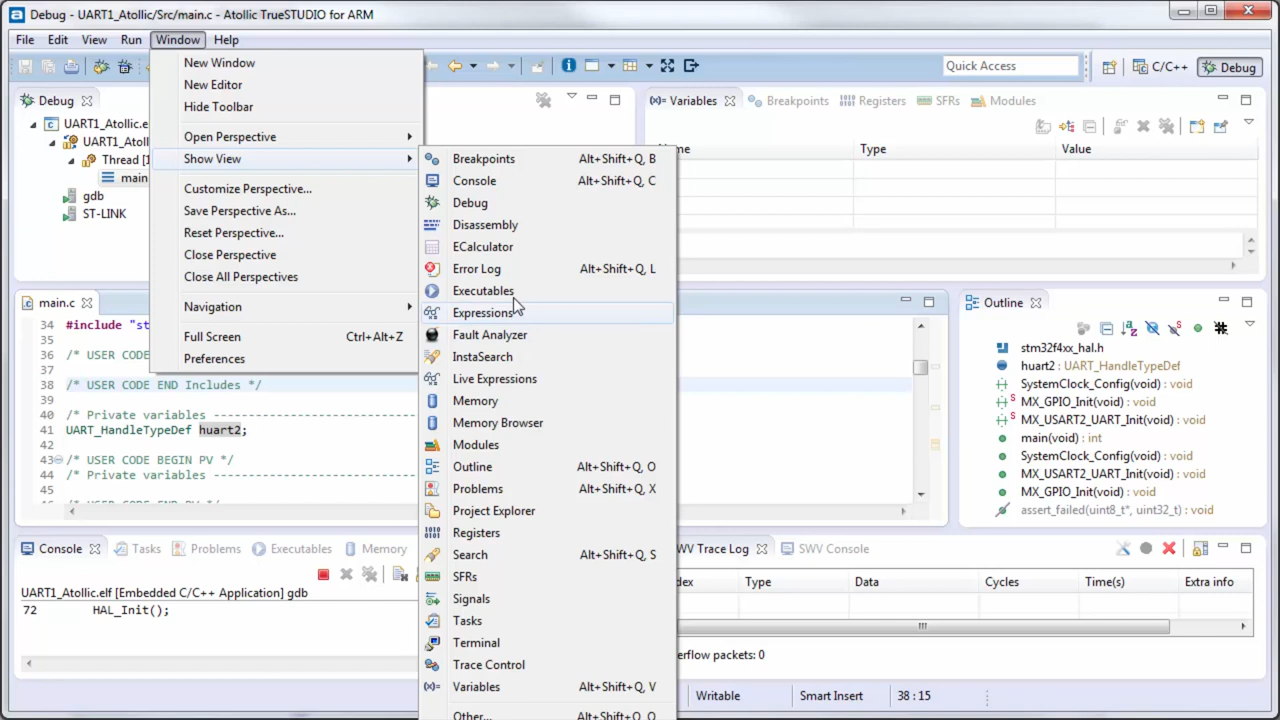 Debug - UART1_Atollic/Src/main.c - Atollic TrueSTUDIO for ARM
File Edit View Run Window Help
Quick Access
C/C++
Debug
New Window
New Editor
Hide Toolbar
Open Perspective
Show View
Customize Perspective...
Save Perspective As...
Reset Perspective...
Close Perspective
Close All Perspectives
Navigation
Full Screen Ctrl+Alt+Z
Preferences
Breakpoints Alt+Shift+Q, B
Console Alt+Shift+Q, C
Debug
Disassembly
ECalculator
Error Log Alt+Shift+Q, L
Executables
Expressions
Fault Analyzer
InstaSearch
Live Expressions
Memory
Memory Browser
Modules
Outline Alt+Shift+Q, O
Problems Alt+Shift+Q, X
Project Explorer
Registers
Search Alt+Shift+Q, S
SFRs
Signals
Tasks
Terminal
Trace Control
Variables Alt+Shift+Q, V
Other... Alt+Shift+Q, Q
Debug
UART1_Atollic.e
UART1_Atoll
Thread [1
main
gdb
ST-LINK
(x)= Variables Breakpoints Registers SFRs Modules
me Type Value
main.c
34 #include "st
35
36 /* USER CODE
37
38 /* USER CODE END Includes */
39
40 /* Private variables ---------------------------
41 UART_HandleTypeDef huart2;
42
43 /* USER CODE BEGIN PV */
44 /* Private variables ---------------------------
45
Outline
stm32f4xx_hal.h
huart2 : UART_HandleTypeDef
SystemClock_Config(void) : void
MX_GPIO_Init(void) : void
MX_USART2_UART_Init(void) : void
main(void) : int
SystemClock_Config(void) : void
MX_USART2_UART_Init(void) : void
MX_GPIO_Init(void) : void
assert_failed(uint8_t*, uint32_t) : void
Console Tasks Problems Executables Memory
UART1_Atollic.elf [Embedded C/C++ Application] gdb
72 HAL_Init();
WV Trace Log SWV Console
dex Type Data Cycles Time(s) Extra info
erflow packets: 0
Writable Smart Insert 38 : 15